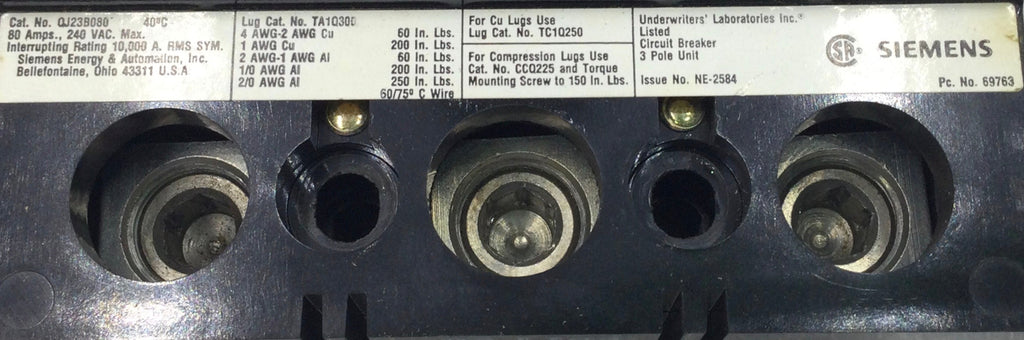 Cat. No. QJ23B080 40ºC
80 Amps., 240 VAC. Max.
Interrupting Rating 10,000 A. RMS SYM.
Siemens Energy & Automation, Inc.
Bellefontaine, Ohio 43311 U.S.A
Lug Cat. No. TA1Q300
4 AWG-2 AWG Cu 60 In. Lbs.
1 AWG Cu 200 In. Lbs.
2 AWG-1 AWG Al 60 In. Lbs.
1/0 AWG Al 200 In. Lbs.
2/0 AWG Al 250 In. Lbs.
60/75º C Wire
For Cu Lugs Use
Lug Cat. No. TC1Q250
For Compression Lugs Use
Cat. No. CCQ225 and Torque
Mounting Screw to 150 In. Lbs.
Underwriters' Laboratories Inc.®
Listed
Circuit Breaker
3 Pole Unit
Issue No. NE-2584
SA ® SIEMENS
Pc. No. 69763